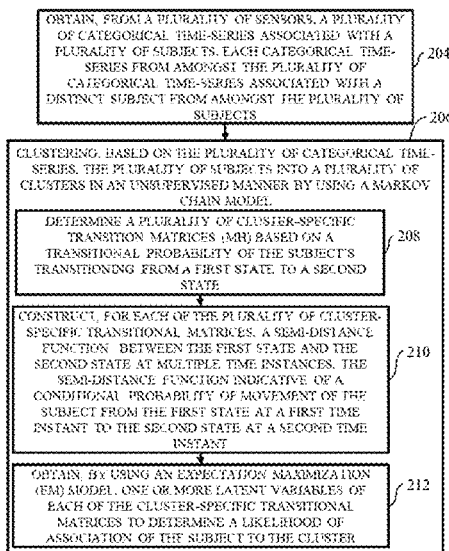 OBTAIN, FROM A PLURALITY OF SENSORS, A PLURALITY
OF CATEGORICAL TIME-SERIES ASSOCIATED WITH A
PLURALITY OF SUBJECTS, EACH CATEGORICAL TIME-
SERIES FROM AMONGST THE PLURALITY OF
CATEGORICAL TIME-SERIES ASSOCIATED WITH A
DISTINCT SUBJECT FROM AMONGST THE PLURALITY OF
SUBJECTS
204
206
CLUSTERING, BASED ON THE PLURALITY OF CATEGORICAL TIME-
SERIES, THE PLURALITY OF SUBJECTS INTO A PLURALITY OF
CLUSTERS IN AN UNSUPERVISED MANNER BY USING A MARKOV
CHAIN MODEL
DETERMINE A PLURALITY OF CLUSTER-SPECIFIC
TRANSITION MATRICES (MH) BASED ON A
TRANSITIONAL PROBABILITY OF THE SUBJECT'S
TRANSITIONING FROM A FIRST STATE TO A SECOND
STATE
208
CONSTRUCT, FOR EACH OF THE PLURALITY OF CLUSTER-
SPECIFIC TRANSITIONAL MATRICES, A SEMI-DISTANCE
FUNCTION BETWEEN THE FIRST STATE AND THE
SECOND STATE AT MULTIPLE TIME INSTANCES, THE
SEMI-DISTANCE FUNCTION INDICATIVE OF A
CONDITIONAL PROBABILITY OF MOVEMENT OF THE
SUBJECT FROM THE FIRST STATE AT A FIRST TIME
INSTANT TO THE SECOND STATE AT A SECOND TIME
INSTANT
210
OBTAIN, BY USING AN EXPECTATION MAXIMIZATION
(EM) MODEL, ONE OR MORE LATENT VARIABLES OF
EACH OF THE CLUSTER-SPECIFIC TRANSITIONAL
MATRICES TO DETERMINE A LIKELIHOOD OF
ASSOCIATION OF THE SUBJECT TO THE CLUSTER
212